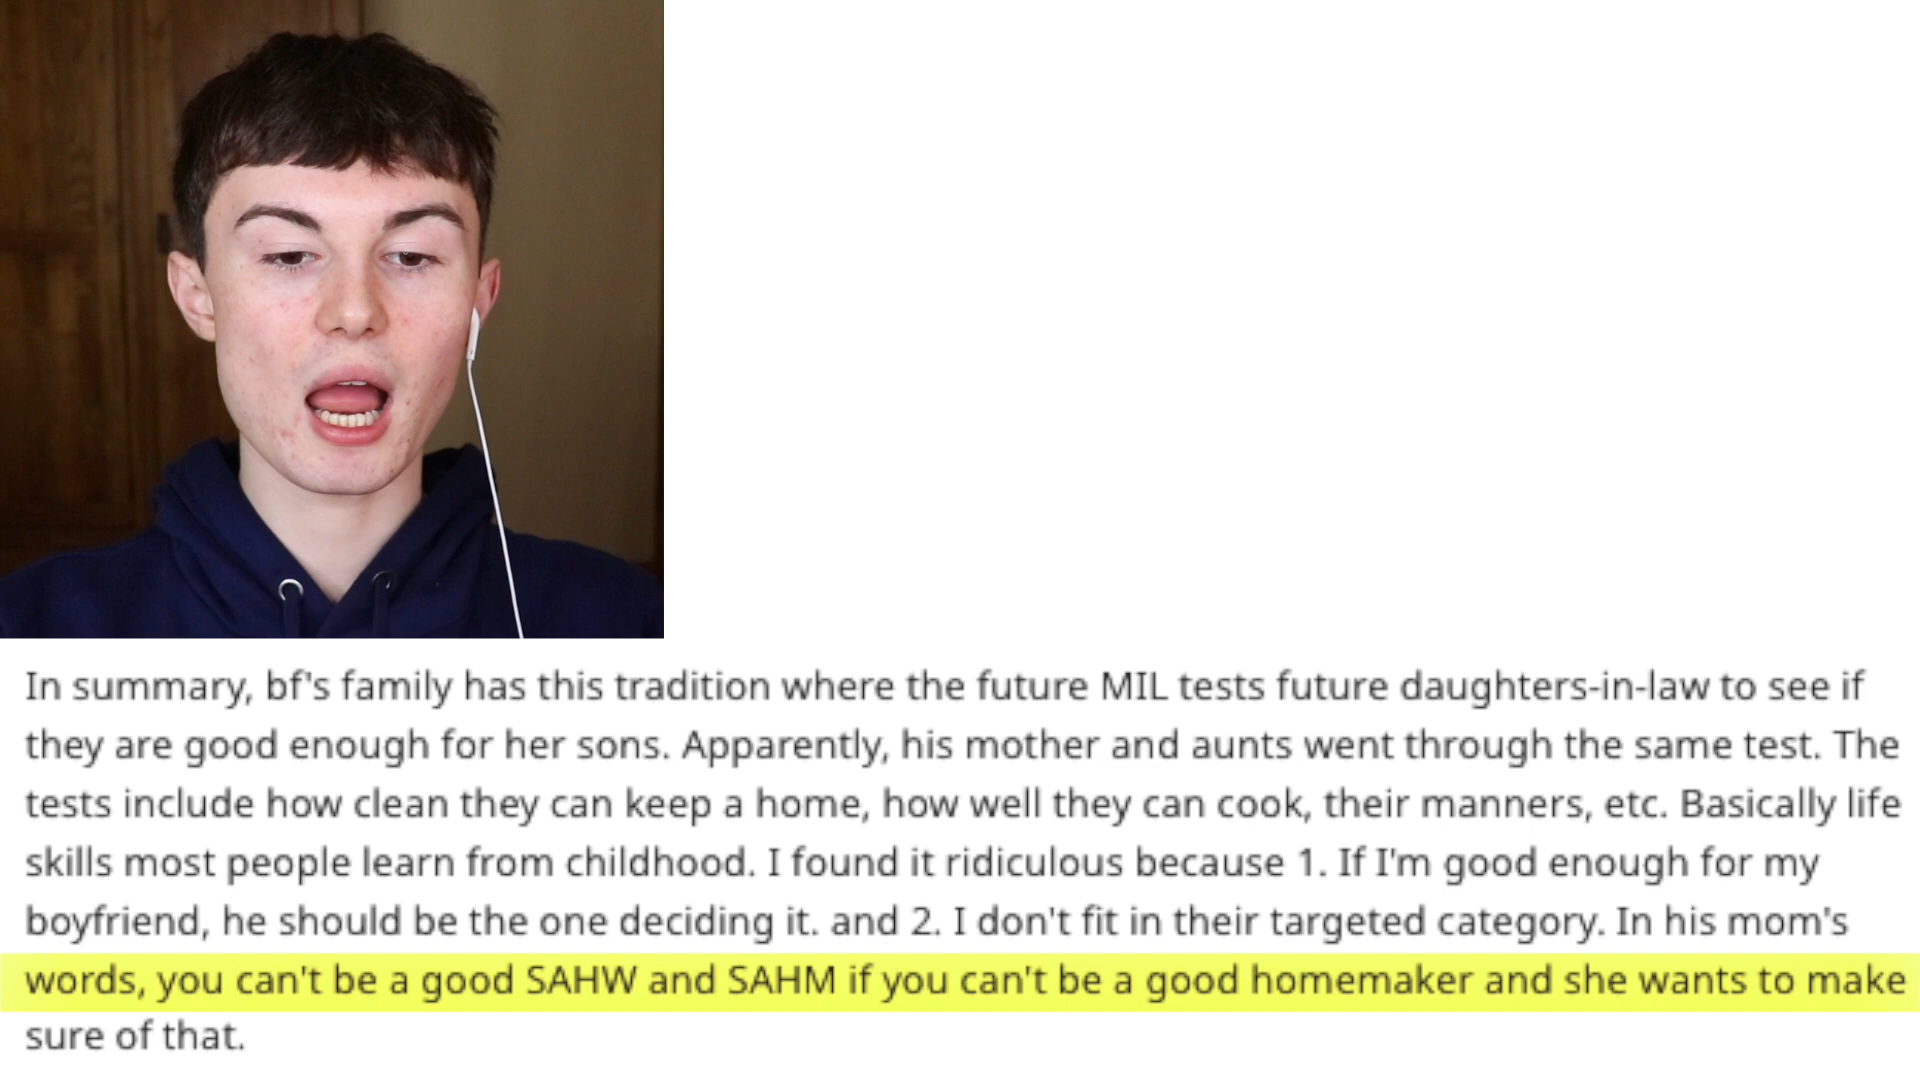 In summary, bf's family has this tradition where the future MIL tests future daughters-in-law to see if
they are good enough for her sons. Apparently, his mother and aunts went through the same test. The
tests include how clean they can keep a home, how well they can cook, their manners, etc. Basically life
skills most people learn from childhood. I found it ridiculous because 1. If I'm good enough for my
boyfriend, he should be the one deciding it. and 2. I don't fit in their targeted category. In his mom's
words, you can't be a good SAHW and SAHM if you can't be a good homemaker and she wants to make
sure of that.